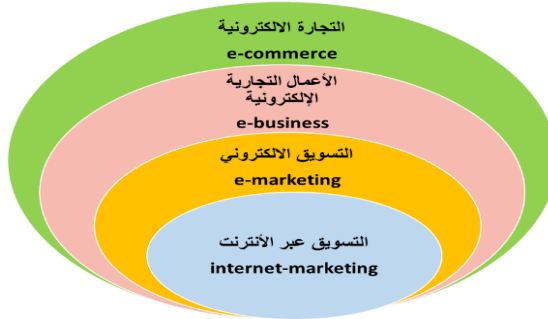 التجارة الالكترونية
e-commerce
الأعمال التجارية
الإلكترونية
e-business
التسويق الالكتروني
e-marketing
التسويق عبر الأنترنت
internet-marketing